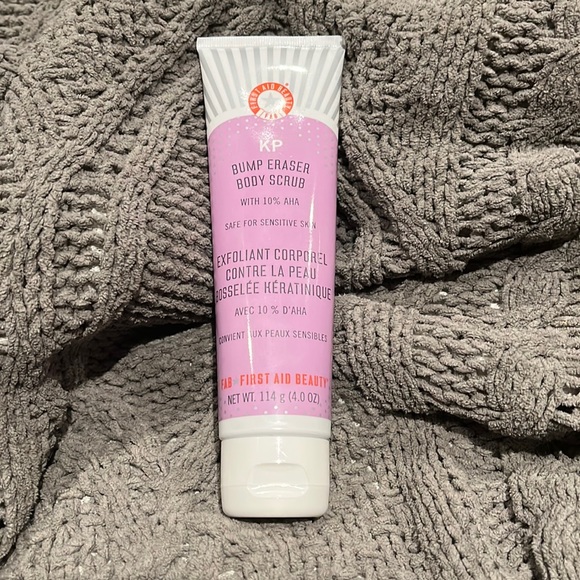 FIRST AID BEAUTY
KP
BUMP ERASER
BODY SCRUB
WITH 10% AHA
SAFE FOR SENSITIVE SKIN
EXFOLIANT CORPOREL
CONTRE LA PEAU
BOSSELÉE KÉRATINIQUE
AVEC 10 % D'AHA
CONVIENT AUX PEAUX SENSIBLES
FAB FIRST AID BEAUTY®
NET WT. 114 g (4.0 OZ)